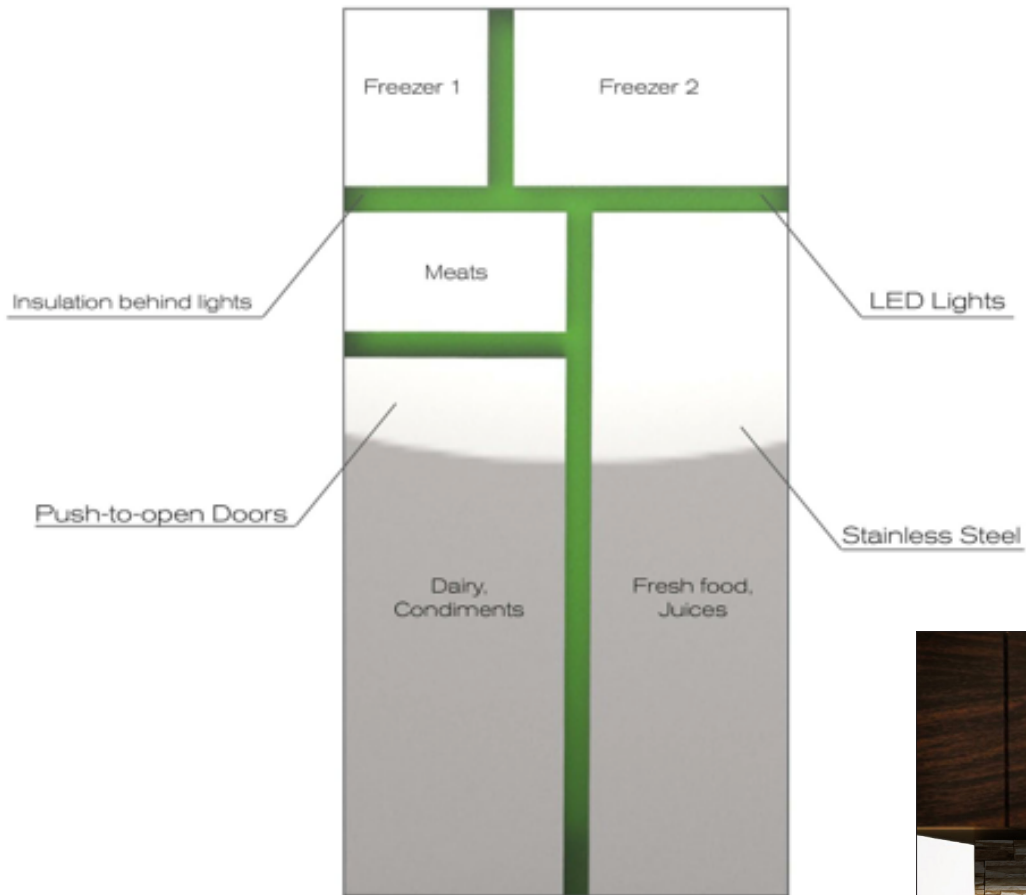 Freezer 1
Freezer 2
Meats
Insulation behind lights
LED Lights
Push-to-open Doors
Stainless Steel
Dairy,
Condiments
Fresh food,
Juices